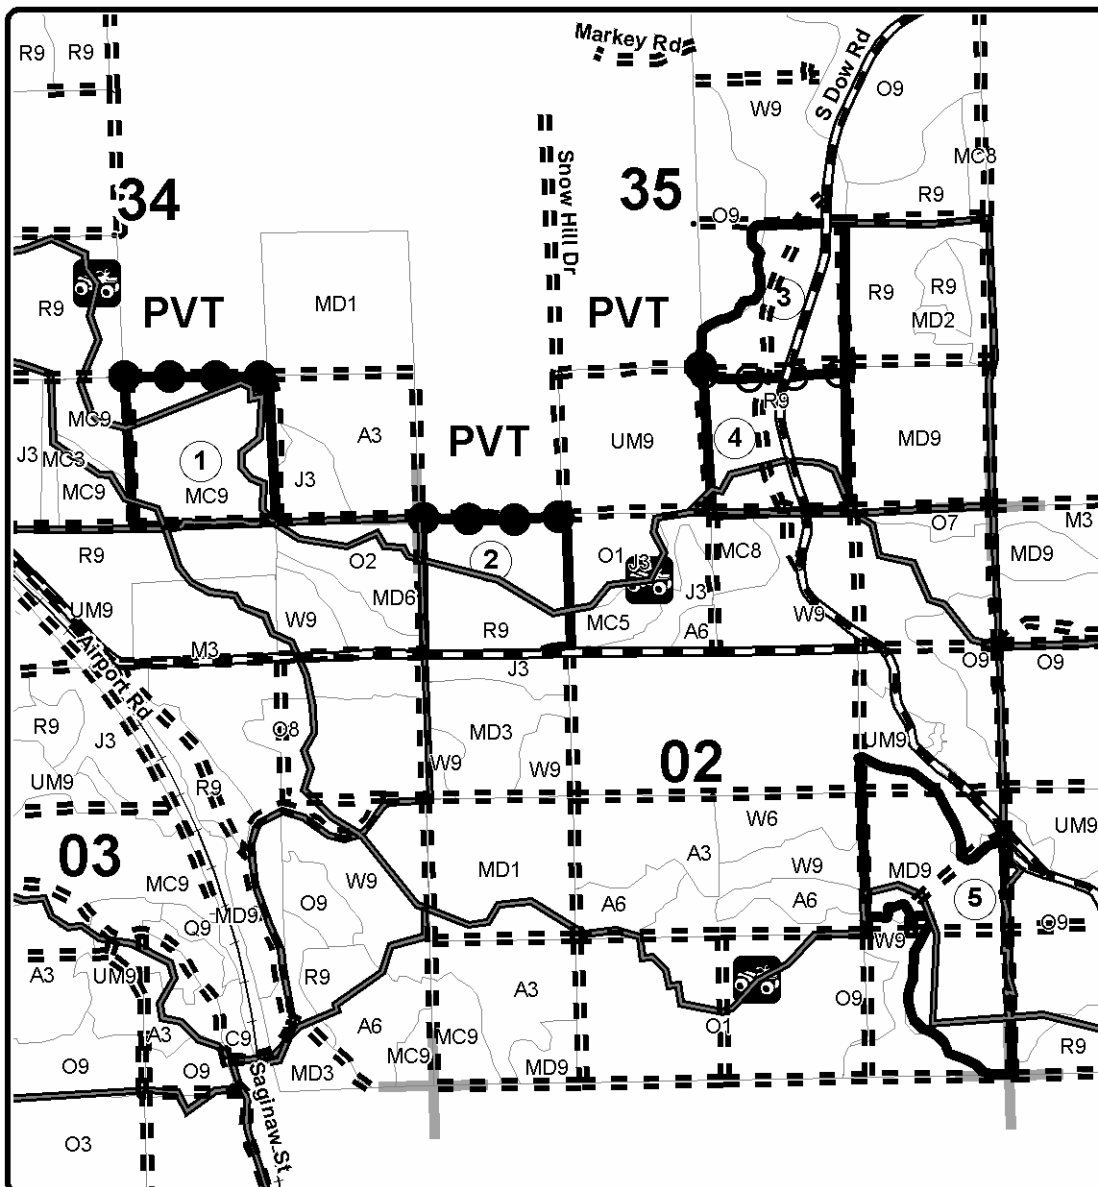 Markey Rd
S Dow Rd
R9
R9
O9
W9
MC8
34
Snow Hill Dr
35
R9
O9
R9
PVT
MD1
PVT
3
R9
R9
MD2
MC9
A3
PVT
UM9
4
R9
MD9
J3
MC3
MC9
1
MC9
J3
R9
O2
2
O1
J3
MC8
O7
M3
MD9
MD6
UM9
W9
R9
MC5
J3
A6
W9
M3
J3
O9
O9
Airport Rd
R9
J3
O8
MD3
W9
W9
02
UM9
UM9
R9
03
W6
UM9
A3
MC9
W9
MD1
W9
MD9
5
O9
A6
A6
MD9
Q9
O9
W9
A3
UM9
R9
A3
O9
A3
C9
A6
MC9
O1
R9
O9
O9
MD3
MC9
MD9
Saginaw St
O3